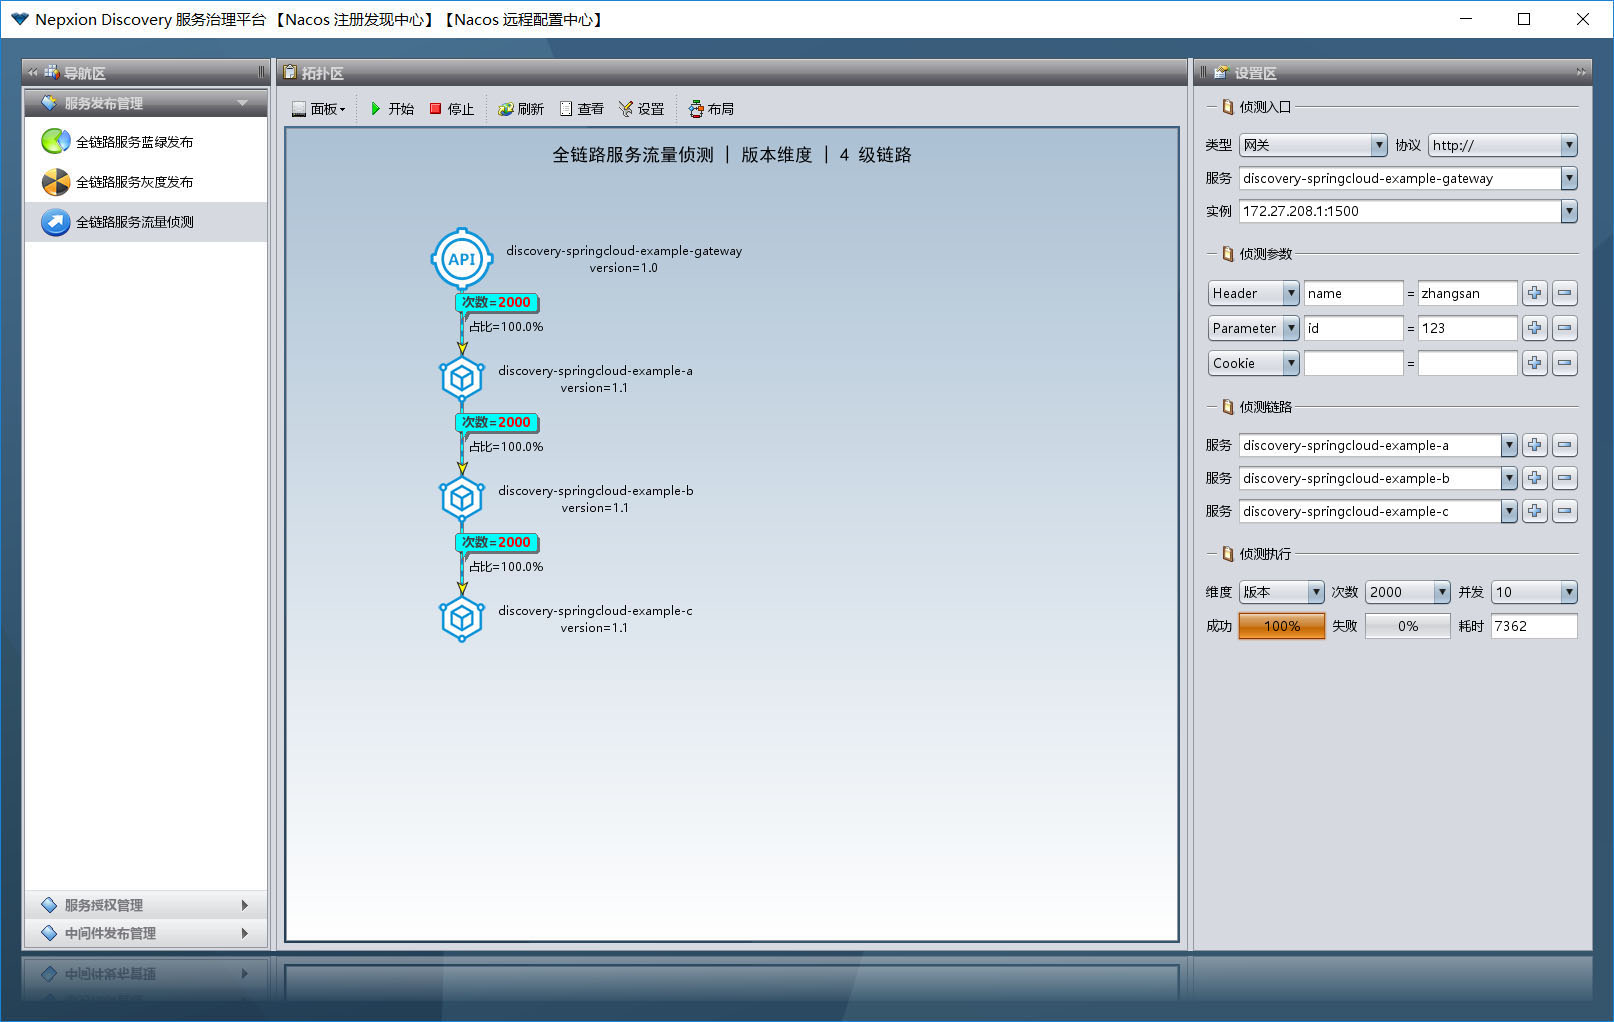 Nepxion Discovery 服务治理平台 【Nacos 注册发现中心】【Nacos 远程配置中心】
导航区
服务发布管理
全链路服务蓝绿发布
全链路服务灰度发布
全链路服务流量侦测
服务授权管理
中间件发布管理
拓扑区
面板 开始 停止 刷新 查看 设置 布局
全链路服务流量侦测 | 版本维度 | 4 级链路
API
discovery-springcloud-example-gateway
version=1.0
次数=2000
占比=100.0%
discovery-springcloud-example-a
version=1.1
次数=2000
占比=100.0%
discovery-springcloud-example-b
version=1.1
次数=2000
占比=100.0%
discovery-springcloud-example-c
version=1.1
设置区
侦测入口
类型 网关 协议 http://
服务 discovery-springcloud-example-gateway
实例 172.27.208.1:1500
侦测参数
Header name = zhangsan
Parameter id = 123
Cookie =
侦测链路
服务 discovery-springcloud-example-a
服务 discovery-springcloud-example-b
服务 discovery-springcloud-example-c
侦测执行
维度 版本 次数 2000 并发 10
成功 100% 失败 0% 耗时 7362